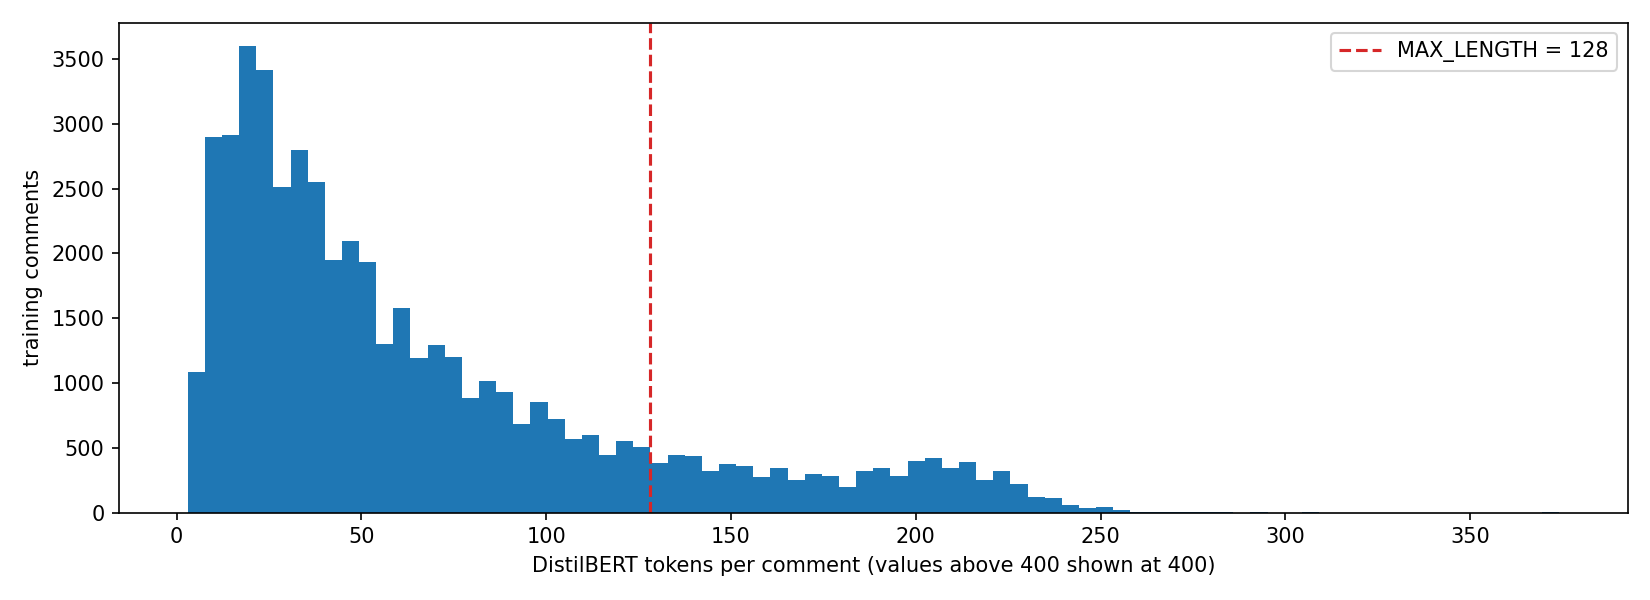 MAX_LENGTH = 128
training comments
3500
3000
2500
2000
1500
1000
500
0
0 50 100 150 200 250 300 350
DistilBERT tokens per comment (values above 400 shown at 400)